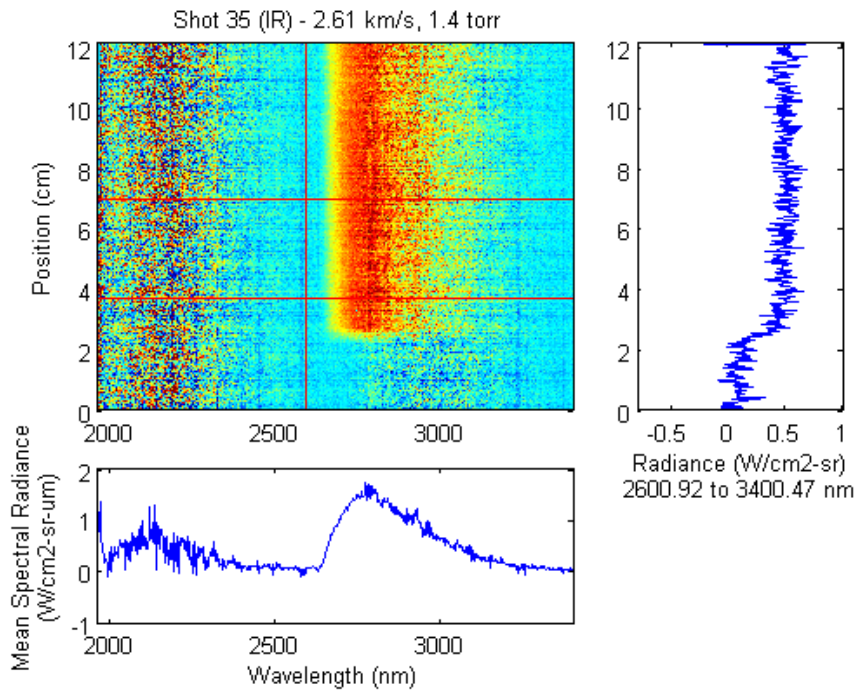 Shot 35 (IR) - 2.61 km/s, 1.4 torr
Position (cm)
12
10
8
6
4
2
0
2000 2500 3000
12
10
8
6
4
2
0
-0.5 0 0.5 1
Radiance (W/cm2-sr)
2600.92 to 3400.47 nm
Mean Spectral Radiance
(W/cm2-sr-um)
2
1
0
-1
2000 2500 3000
Wavelength (nm)